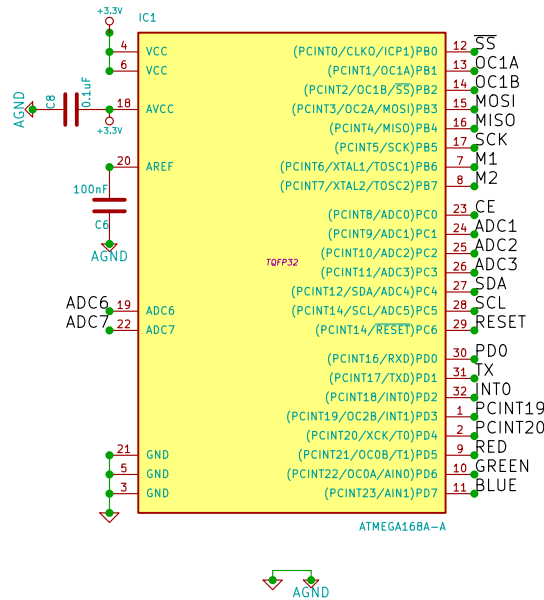 +3.3V
IC1
4 VCC (PCINT0/CLKO/ICP1)PB0 12 SS
6 VCC (PCINT1/OC1A)PB1 13 OC1A
(PCINT2/OC1B/SS)PB2 14 OC1B
AGND C8 0.1uF 18 AVCC (PCINT3/OC2A/MOSI)PB3 15 MOSI
+3.3V (PCINT4/MISO)PB4 16 MISO
(PCINT5/SCK)PB5 17 SCK
20 AREF (PCINT6/XTAL1/TOSC1)PB6 7 M1
100nF (PCINT7/XTAL2/TOSC2)PB7 8 M2
C6 (PCINT8/ADC0)PC0 23 CE
(PCINT9/ADC1)PC1 24 ADC1
AGND (PCINT10/ADC2)PC2 25 ADC2
TQFP32
(PCINT11/ADC3)PC3 26 ADC3
(PCINT12/SDA/ADC4)PC4 27 SDA
ADC6 19 ADC6 (PCINT14/SCL/ADC5)PC5 28 SCL
ADC7 22 ADC7 (PCINT14/RESET)PC6 29 RESET
(PCINT16/RXD)PD0 30 PD0
(PCINT17/TXD)PD1 31 TX
(PCINT18/INT0)PD2 32 INT0
(PCINT19/OC2B/INT1)PD3 1 PCINT19
(PCINT20/XCK/T0)PD4 2 PCINT20
21 GND (PCINT21/OC0B/T1)PD5 9 RED
5 GND (PCINT22/OC0A/AIN0)PD6 10 GREEN
3 GND (PCINT23/AIN1)PD7 11 BLUE
ATMEGA168A-A
AGND